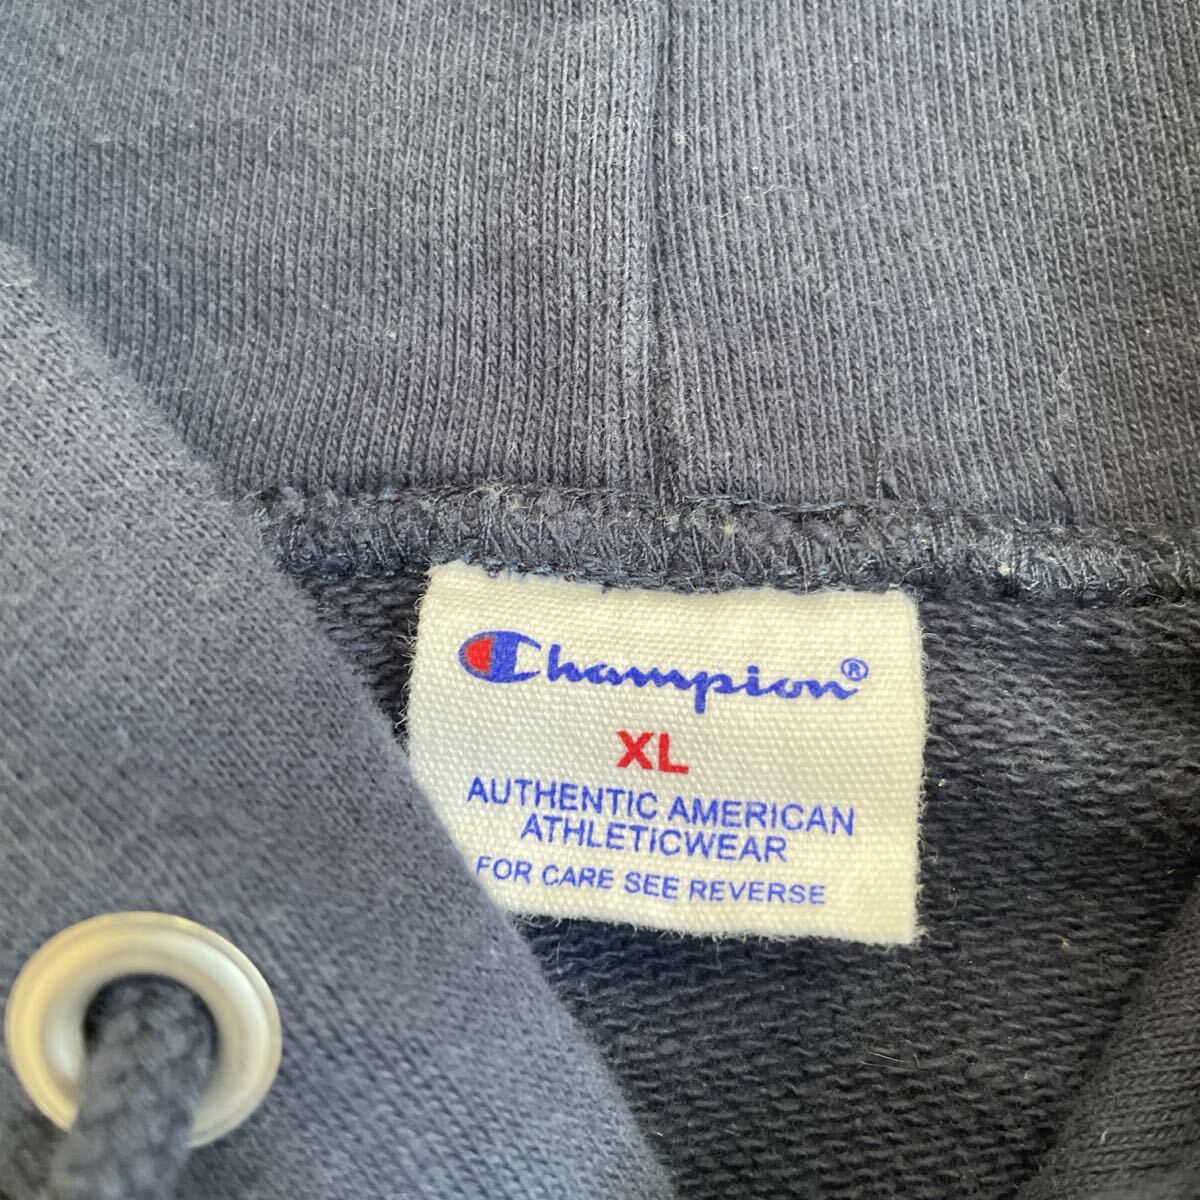 Champion®
XL
AUTHENTIC AMERICAN
ATHLETICWEAR
FOR CARE SEE REVERSE